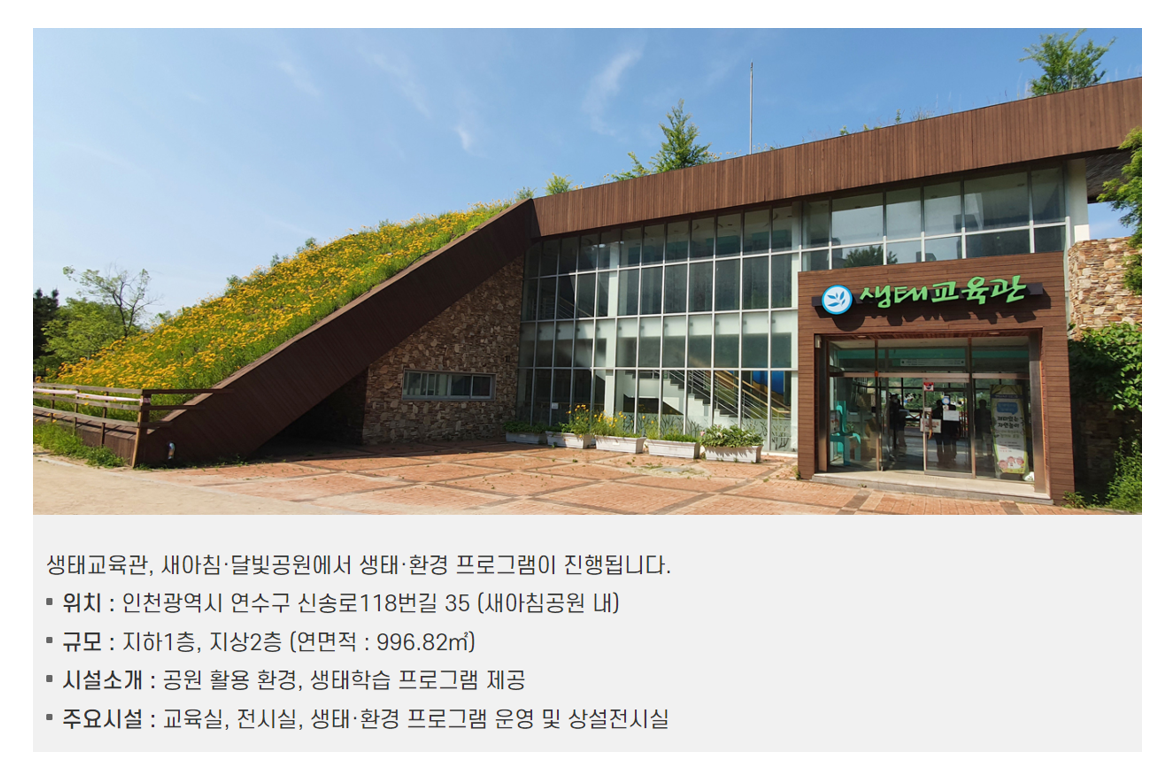 생태교육관
생태교육관, 새아침·달빛공원에서 생태·환경 프로그램이 진행됩니다.
▪ 위치 : 인천광역시 연수구 신송로118번길 35 (새아침공원 내)
▪ 규모 : 지하1층, 지상2층 (연면적 : 996.82㎡)
▪ 시설소개 : 공원 활용 환경, 생태학습 프로그램 제공
▪ 주요시설 : 교육실, 전시실, 생태·환경 프로그램 운영 및 상설전시실